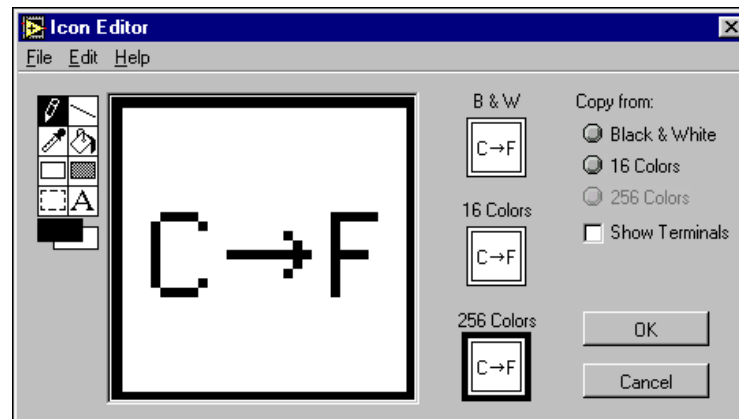 Icon Editor
File Edit Help
A
C→F
B & W
C→F
16 Colors
C→F
256 Colors
C→F
Copy from:
Black & White
16 Colors
256 Colors
Show Terminals
OK
Cancel